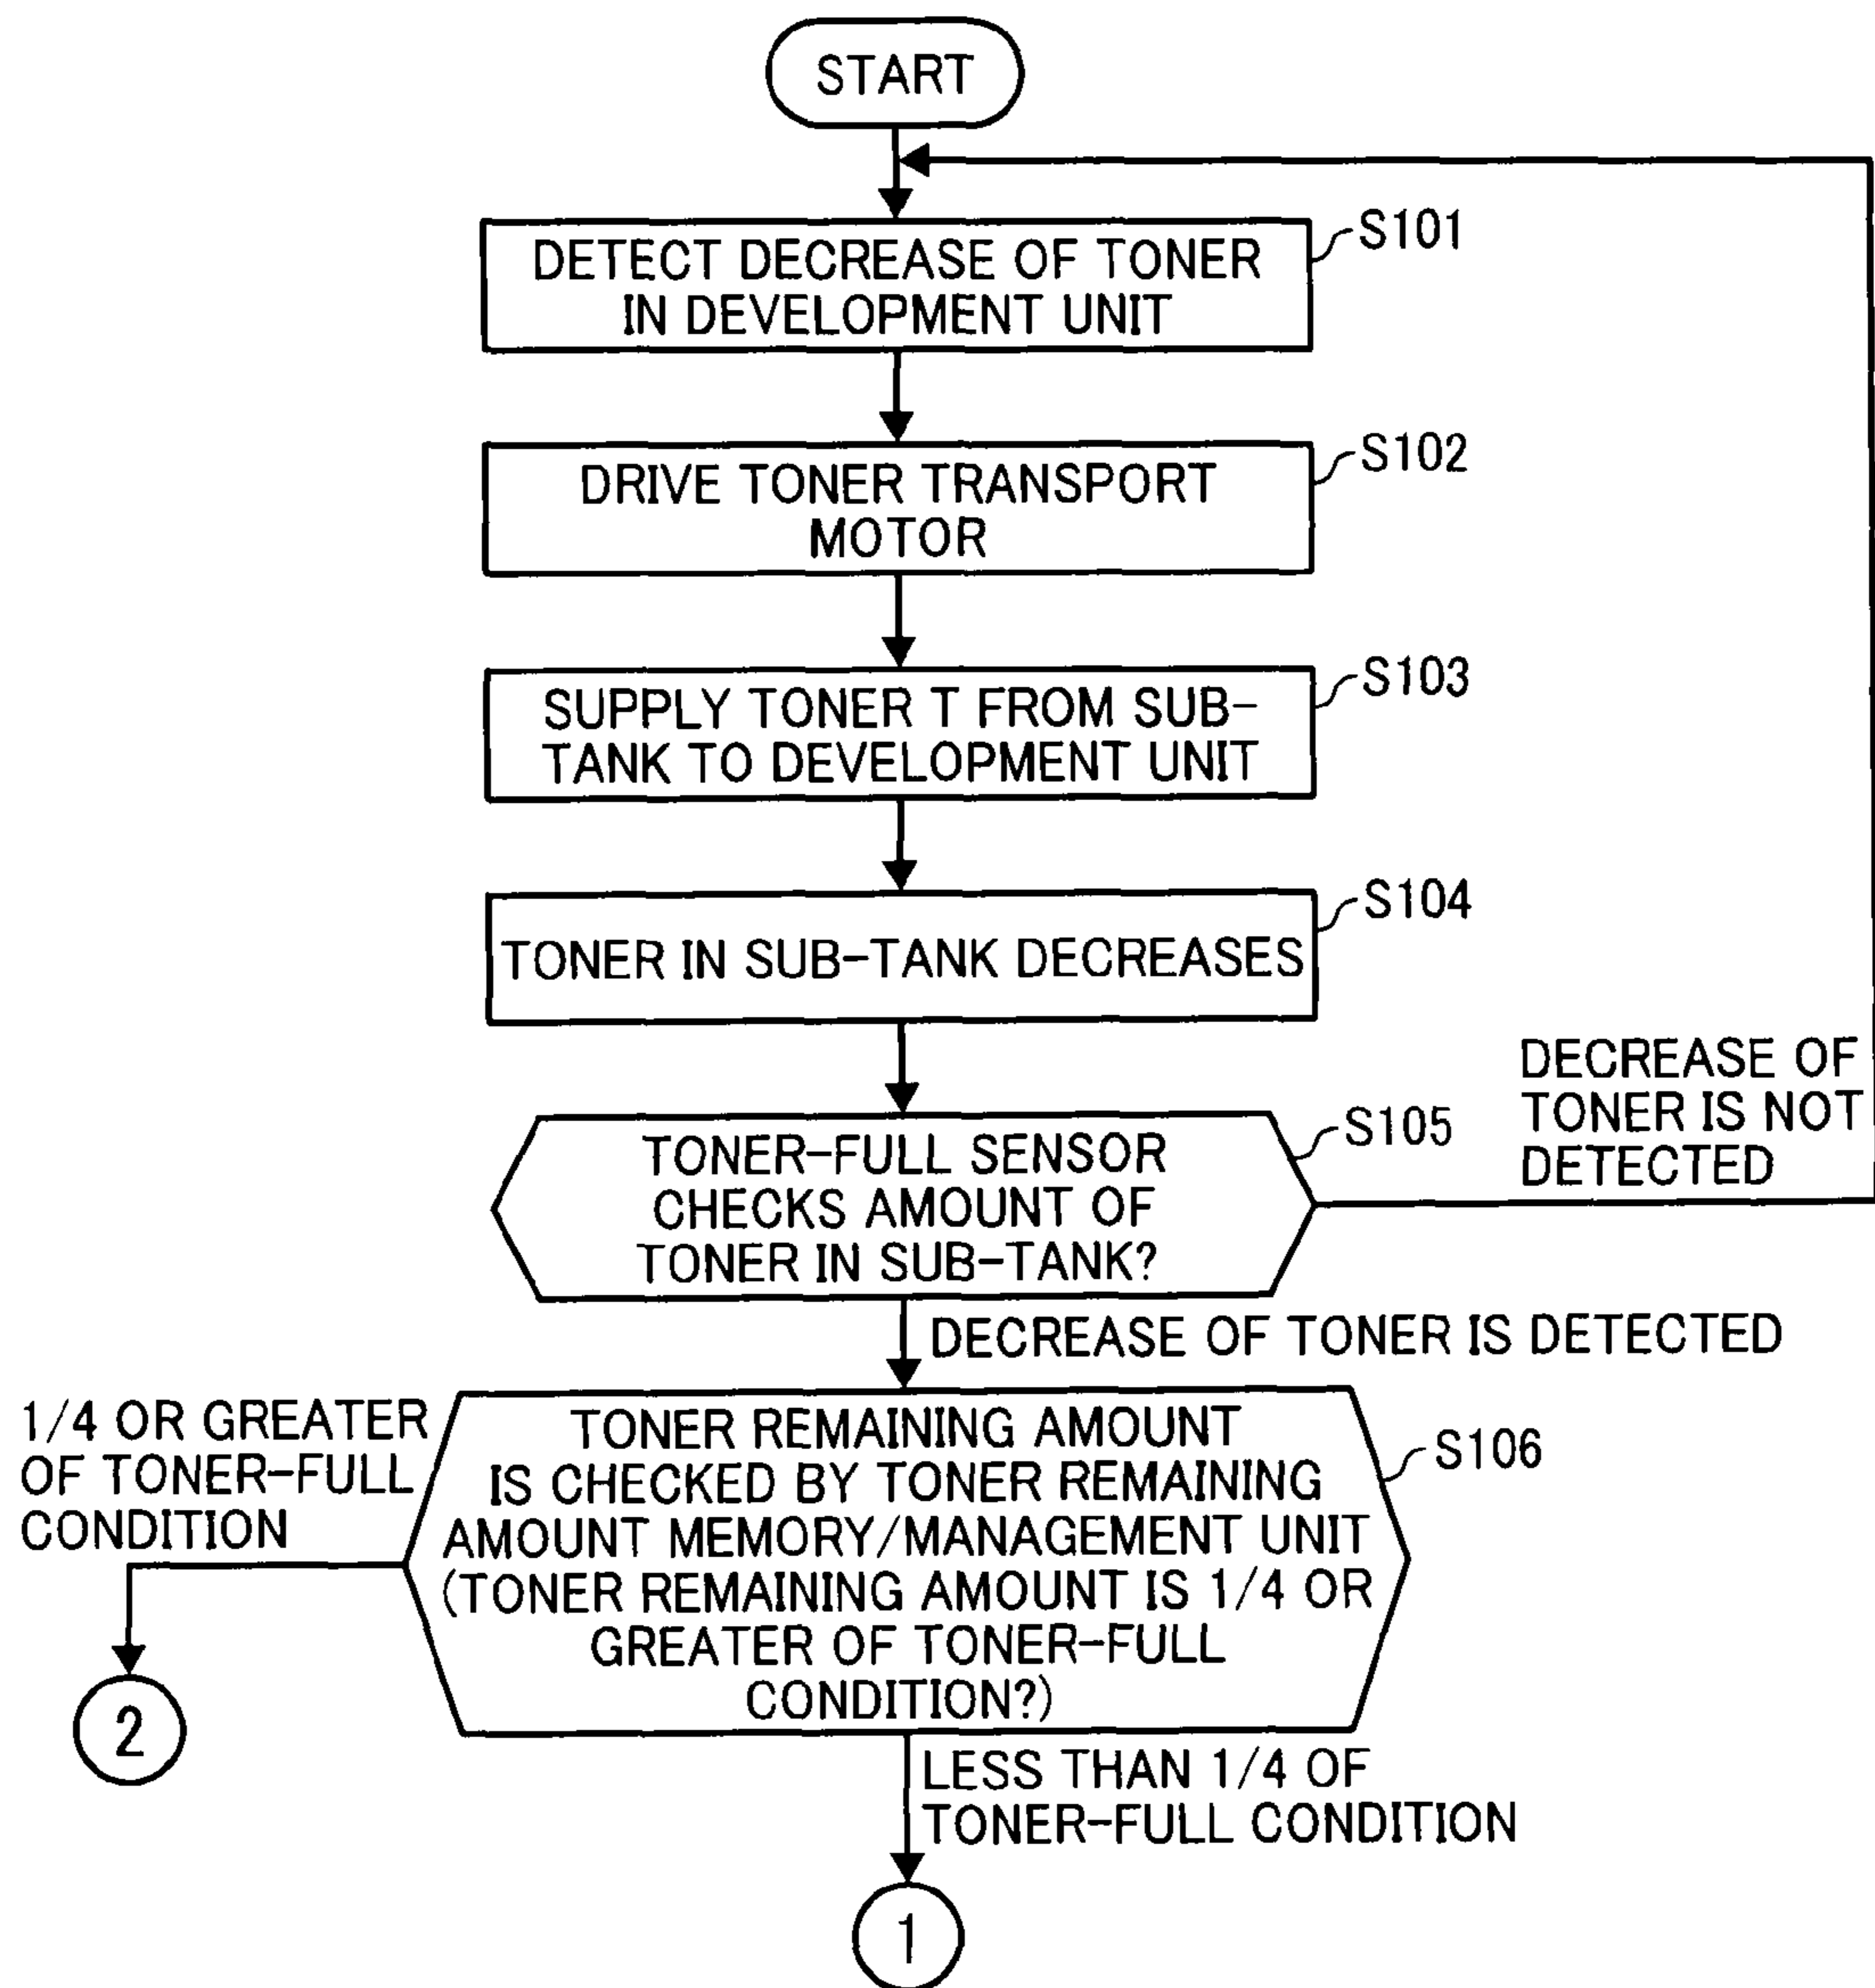 START
S101
DETECT DECREASE OF TONER
IN DEVELOPMENT UNIT
S102
DRIVE TONER TRANSPORT
MOTOR
S103
SUPPLY TONER T FROM SUB-
TANK TO DEVELOPMENT UNIT
S104
TONER IN SUB-TANK DECREASES
DECREASE OF
TONER IS NOT
DETECTED
S105
TONER-FULL SENSOR
CHECKS AMOUNT OF
TONER IN SUB-TANK?
DECREASE OF TONER IS DETECTED
1/4 OR GREATER
OF TONER-FULL
CONDITION
S106
TONER REMAINING AMOUNT
IS CHECKED BY TONER REMAINING
AMOUNT MEMORY/MANAGEMENT UNIT
(TONER REMAINING AMOUNT IS 1/4 OR
GREATER OF TONER-FULL
CONDITION?)
2
LESS THAN 1/4 OF
TONER-FULL CONDITION
1